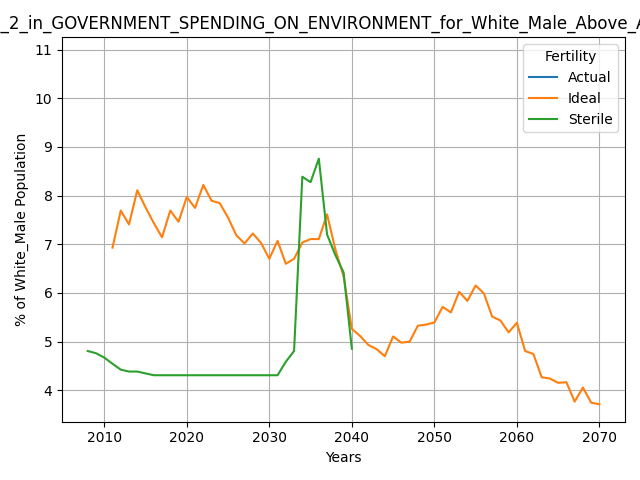 _2_in_GOVERNMENT_SPENDING_ON_ENVIRONMENT_for_White_Male_Above_
Fertility
Actual
Ideal
Sterile
% of White_Male Population
11
10
9
8
7
6
5
4
2010 2020 2030 2040 2050 2060 2070
Years